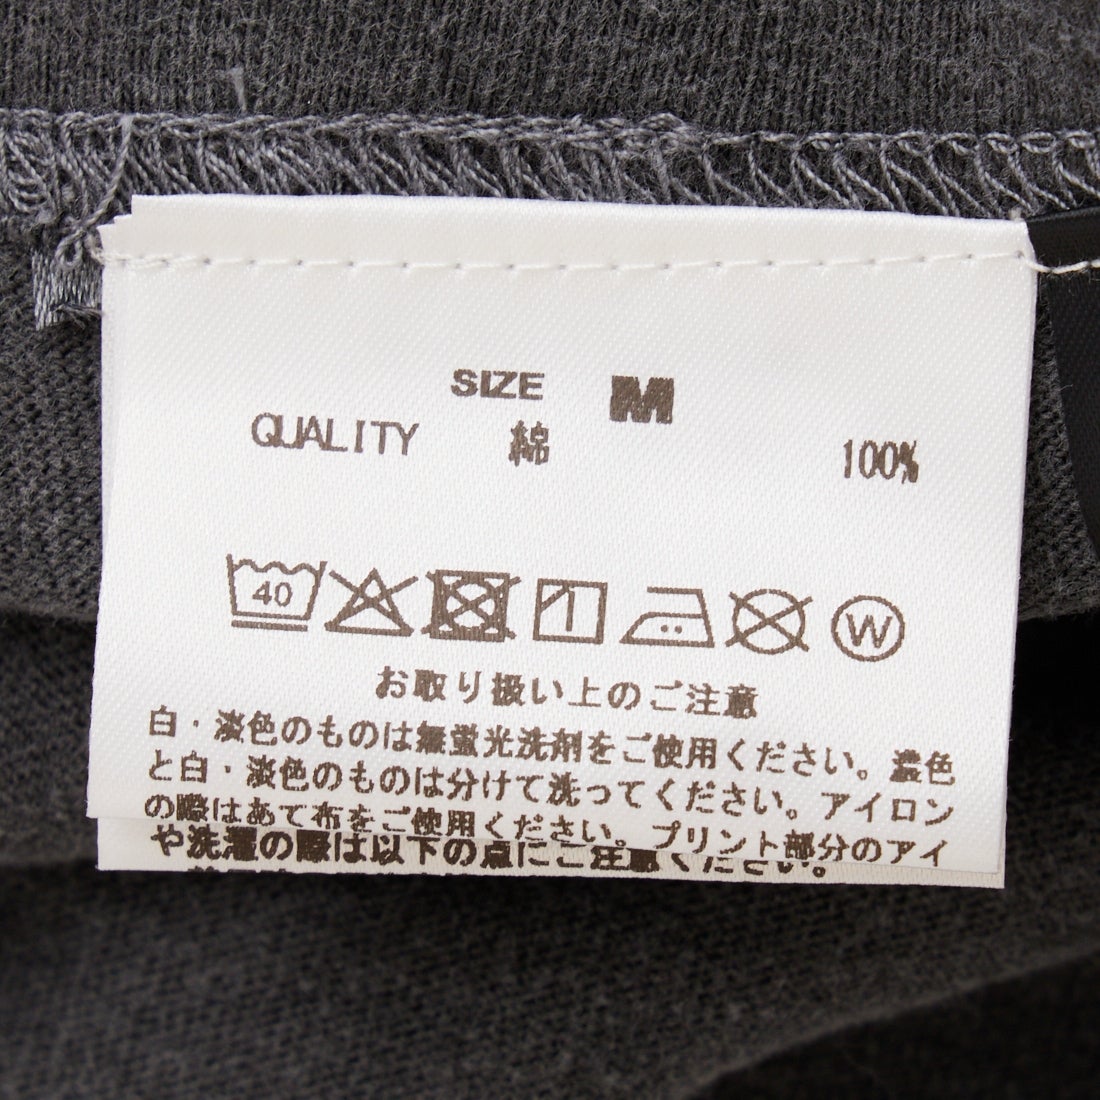 SIZE M
QUALITY 綿 100%
40
W
お取り扱い上のご注意
白・淡色のものは無蛍光洗剤をご使用ください。濃色
と白・淡色のものは分けて洗ってください。アイロン
の際はあて布をご使用ください。プリント部分のアイ
や洗濯の際は以下の点にご注意ください。